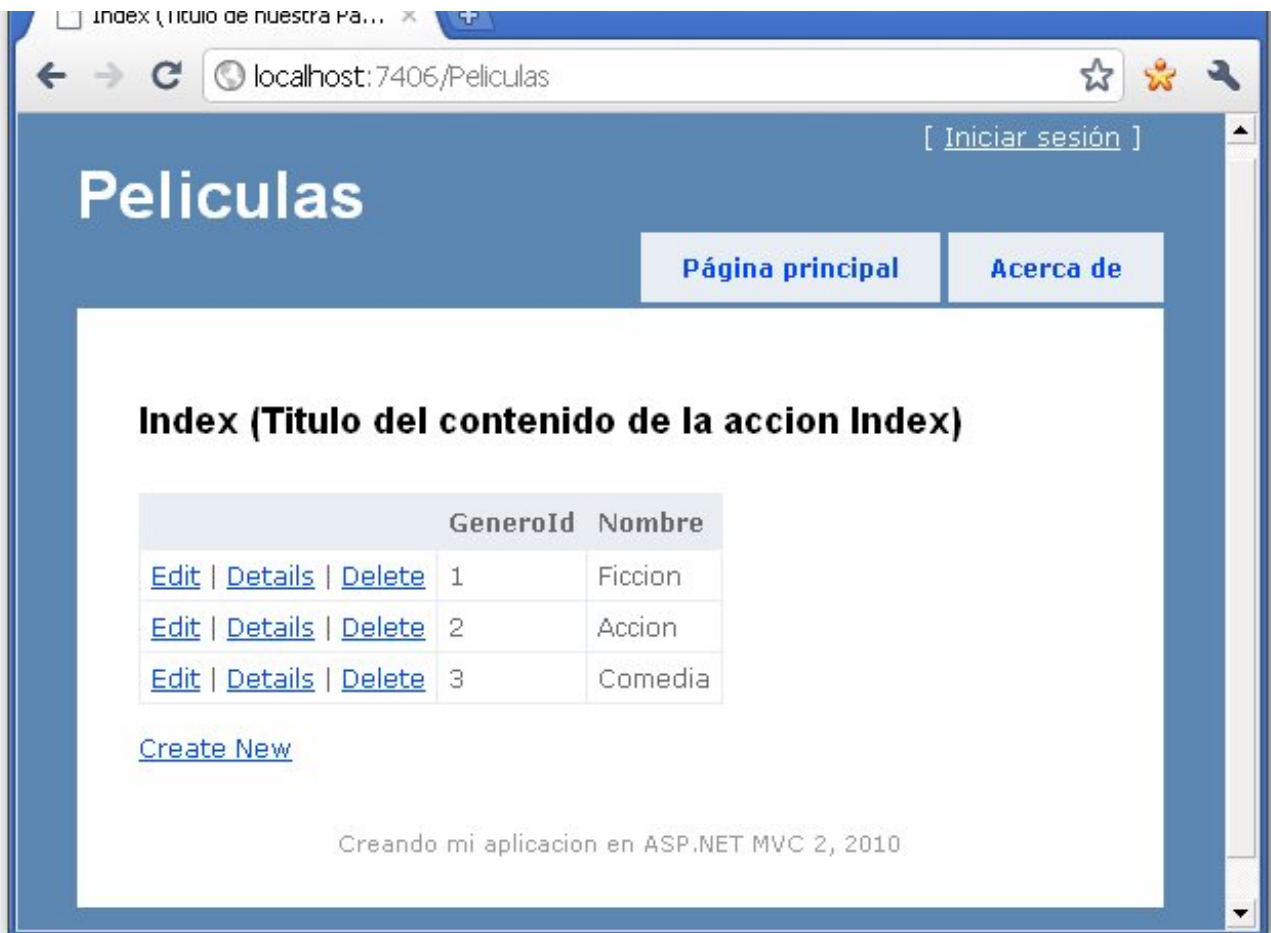 Index (Titulo de nuestra Pa...
localhost:7406/Peliculas
[ Iniciar sesión ]
Peliculas
Página principal
Acerca de
Index (Titulo del contenido de la accion Index)
GeneroId Nombre
Edit | Details | Delete 1 Ficcion
Edit | Details | Delete 2 Accion
Edit | Details | Delete 3 Comedia
Create New
Creando mi aplicacion en ASP.NET MVC 2, 2010